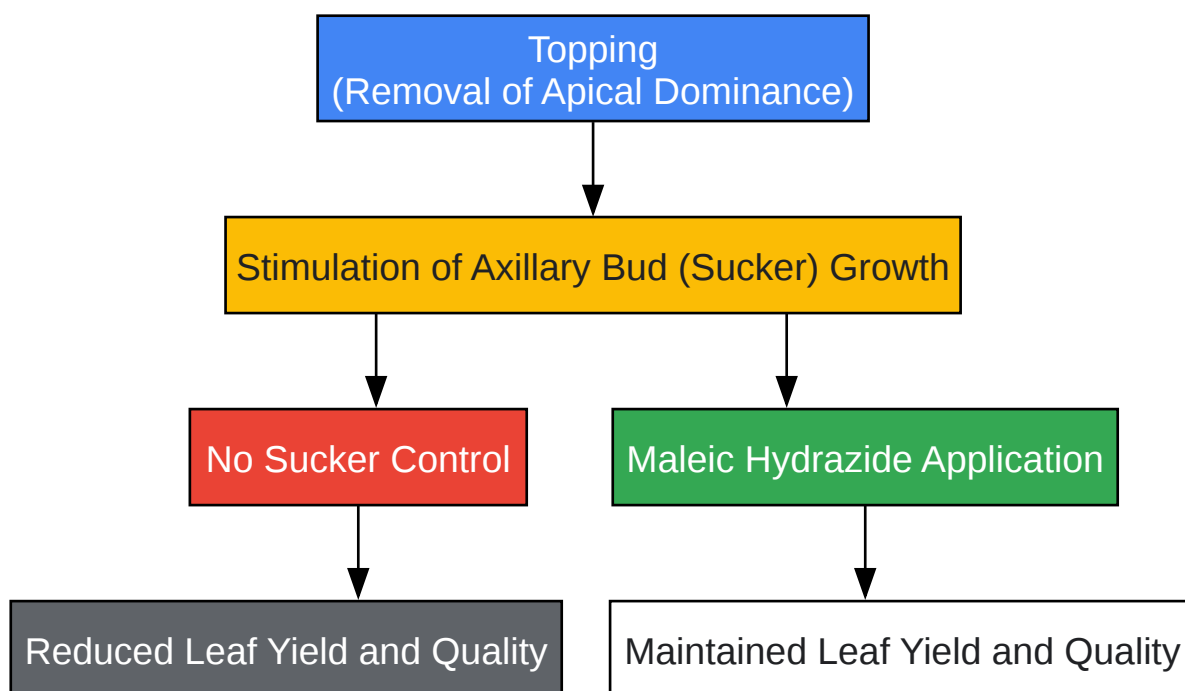 Topping
(Removal of Apical Dominance)
Stimulation of Axillary Bud (Sucker) Growth
No Sucker Control
Maleic Hydrazide Application
Reduced Leaf Yield and Quality
Maintained Leaf Yield and Quality